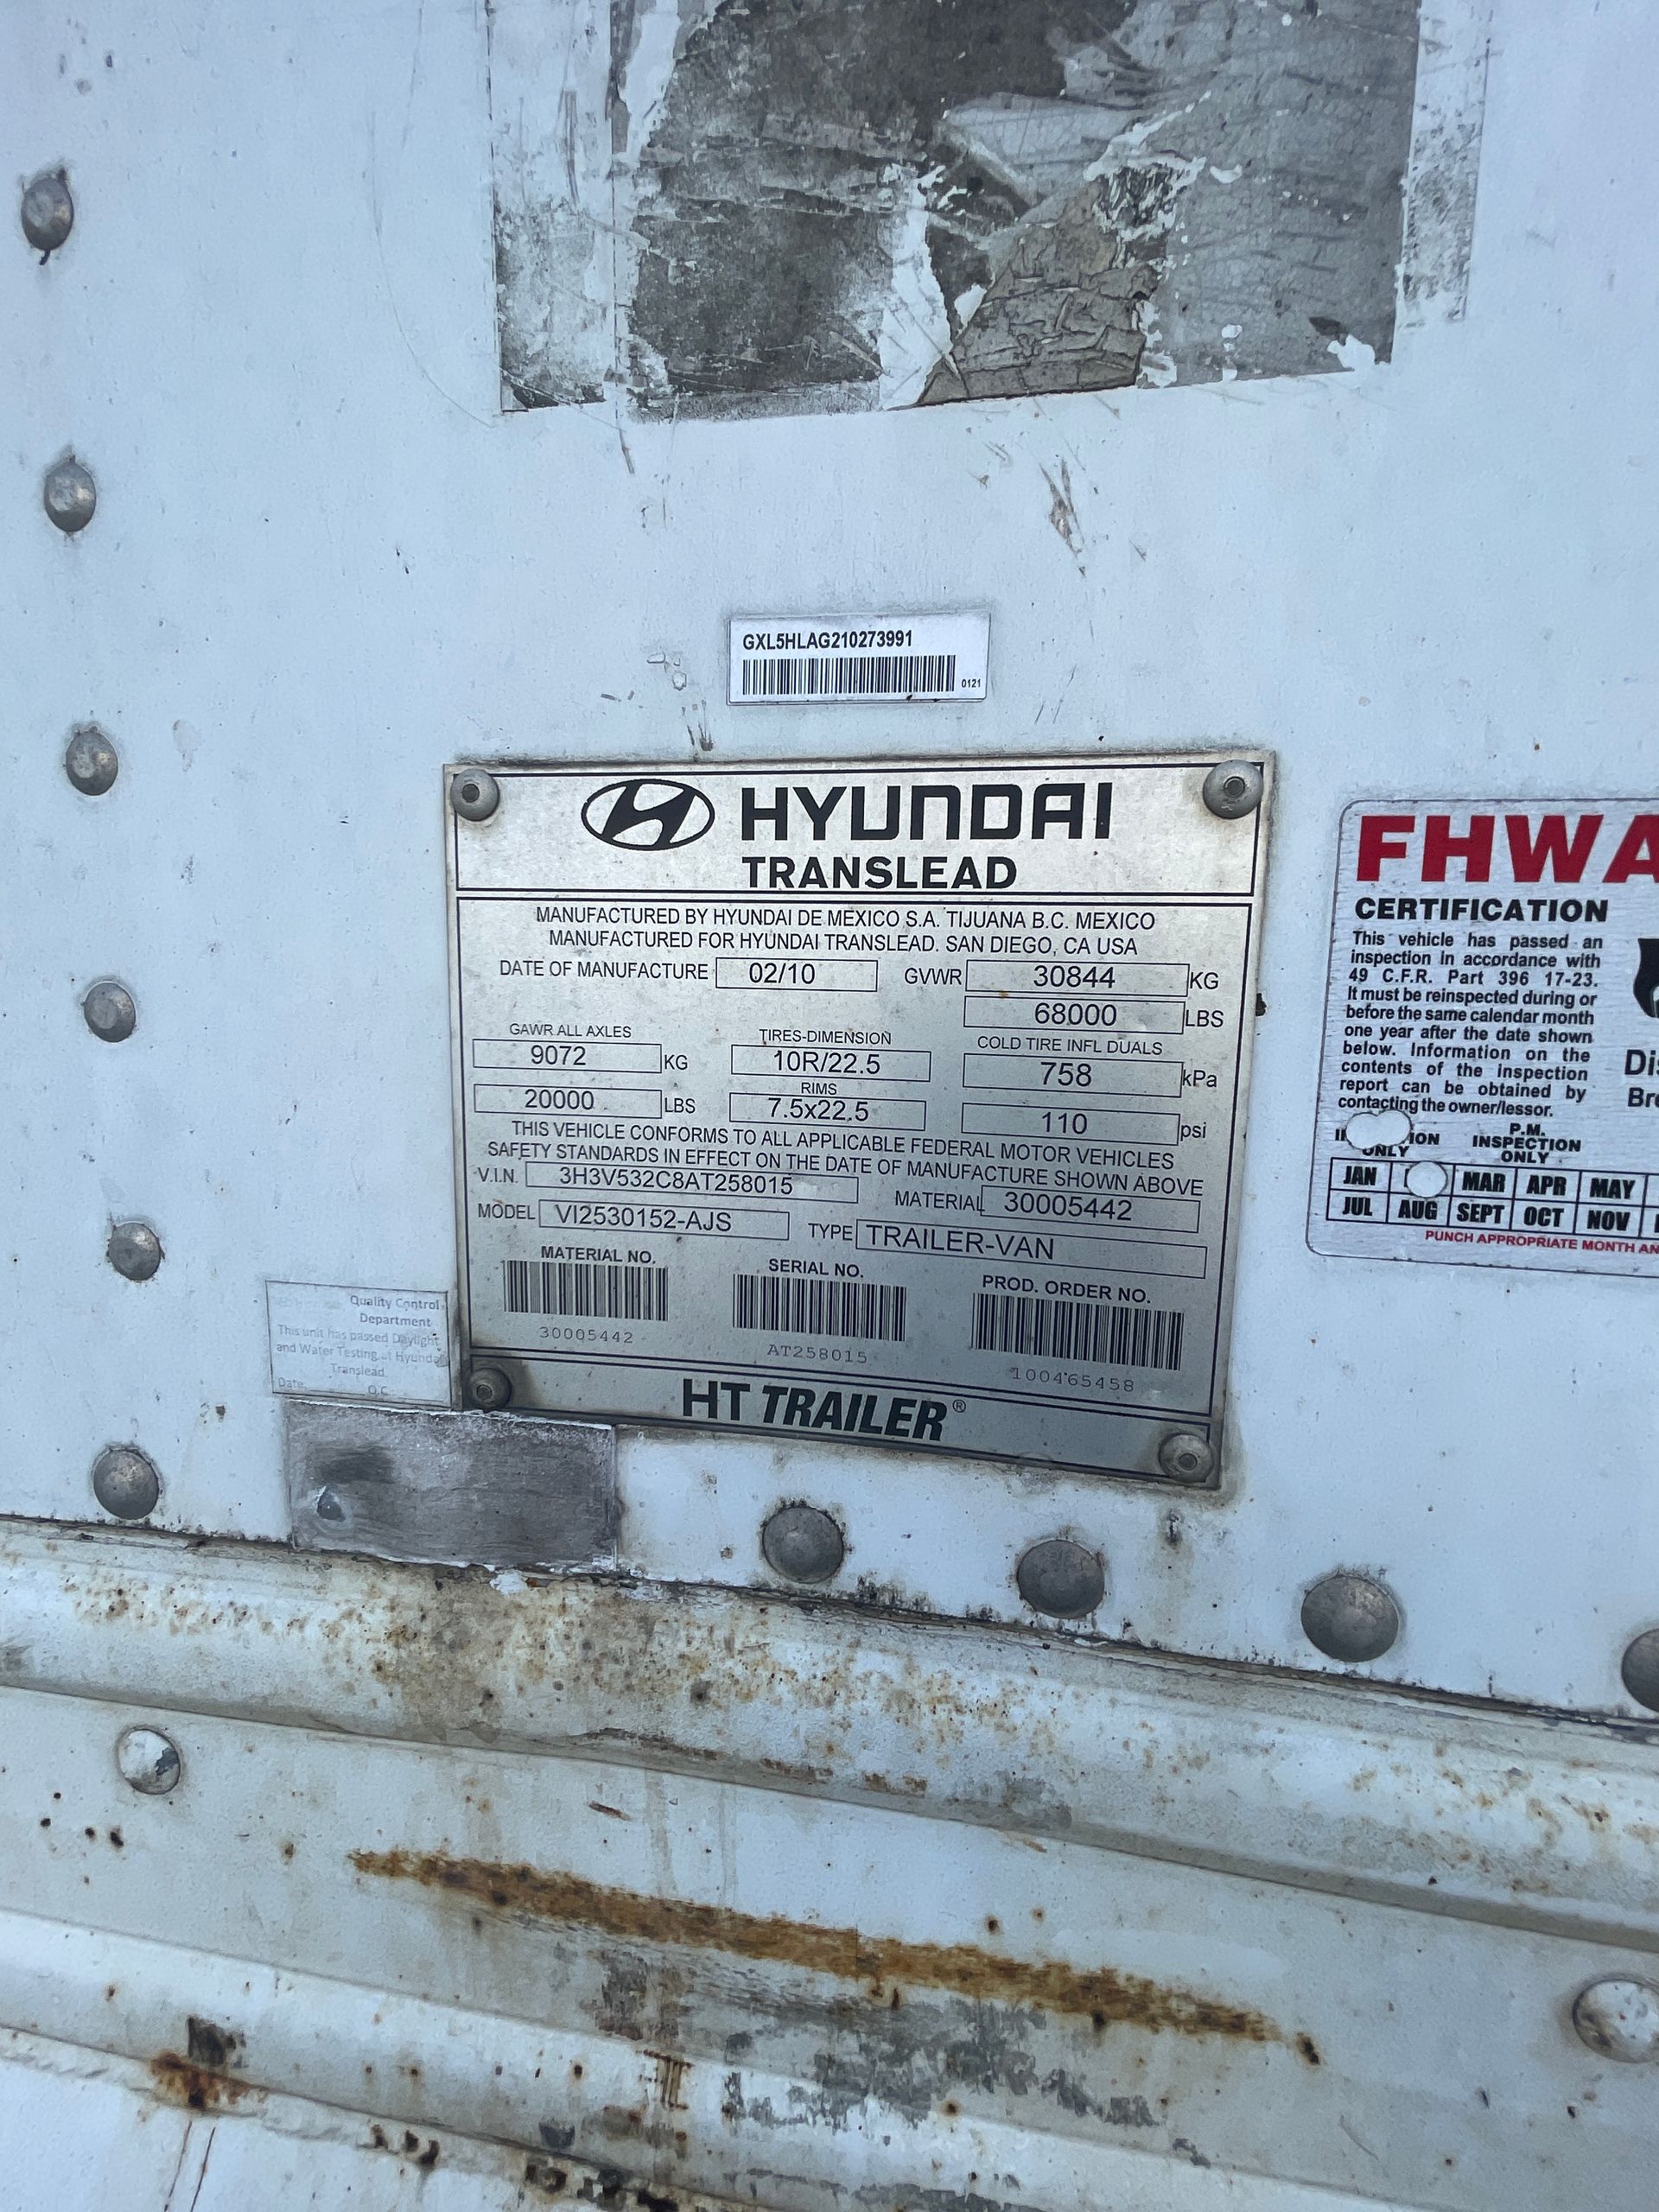 GXL5HLAG210273991
0121
HYUNDAI
TRANSLEAD
MANUFACTURED BY HYUNDAI DE MEXICO S.A. TIJUANA B.C. MEXICO
MANUFACTURED FOR HYUNDAI TRANSLEAD. SAN DIEGO, CA USA
DATE OF MANUFACTURE 02/10 GVWR 30844 KG
68000 LBS
GAWR ALL AXLES TIRES-DIMENSION COLD TIRE INFL DUALS
9072 KG 10R/22.5 758 kPa
RIMS
20000 LBS 7.5x22.5 110 psi
THIS VEHICLE CONFORMS TO ALL APPLICABLE FEDERAL MOTOR VEHICLES
SAFETY STANDARDS IN EFFECT ON THE DATE OF MANUFACTURE SHOWN ABOVE
V.I.N. 3H3V532C8AT258015 MATERIAL 30005442
MODEL VI2530152-AJS TYPE TRAILER-VAN
MATERIAL NO. SERIAL NO. PROD. ORDER NO.
30005442 AT258015 100465458
HT TRAILER®
Quality Control
Department
This unit has passed Daylight
and Water Testing at Hyundai
Translead
Date Q.C.
FHWA
CERTIFICATION
This vehicle has passed an
inspection in accordance with
49 C.F.R. Part 396 17-23.
It must be reinspected during or
before the same calendar month
one year after the date shown
below. Information on the
contents of the inspection
report can be obtained by
contacting the owner/lessor.
ONLY
P.M.
INSPECTION
ONLY
JAN MAR APR MAY
JUL AUG SEPT OCT NOV
PUNCH APPROPRIATE MONTH